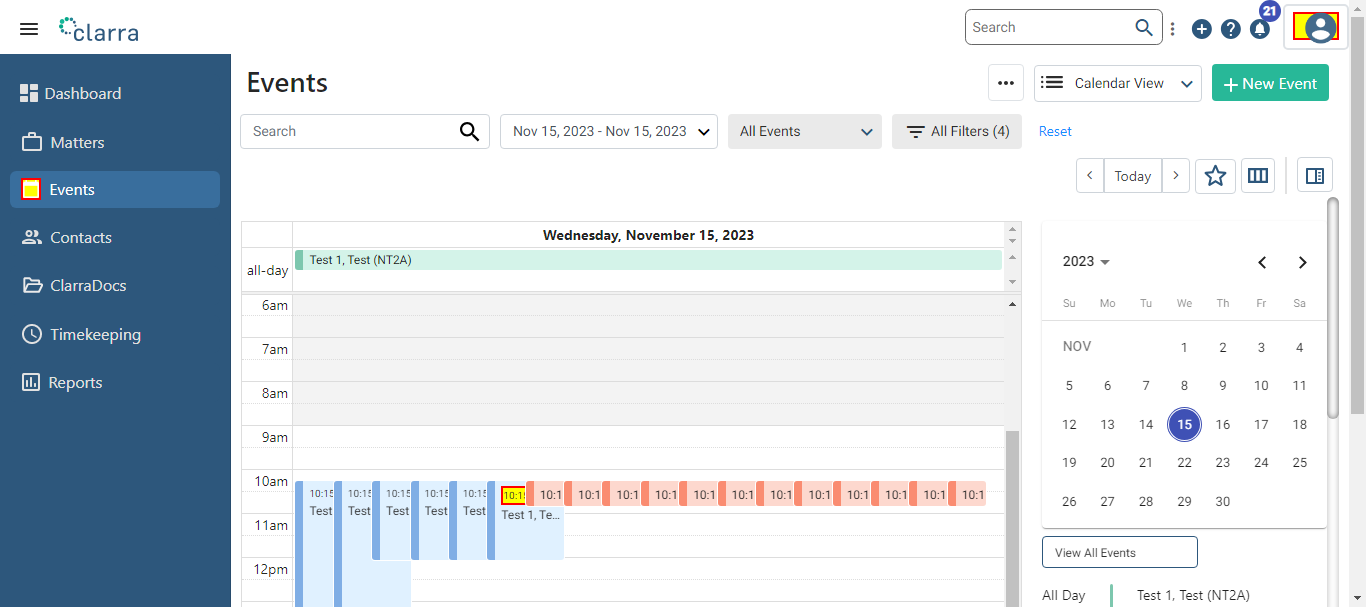 clarra
Search
21
Dashboard
Matters
Events
Contacts
ClarraDocs
Timekeeping
Reports
Events
Calendar View
New Event
Search
Nov 15, 2023 - Nov 15, 2023
All Events
All Filters (4)
Reset
Today
Wednesday, November 15, 2023
all-day
Test 1, Test (NT2A)
6am
7am
8am
9am
10am
11am
12pm
10:15 10:15 10:15 10:15 10:15 10:15 10:1 10:1 10:1 10:1 10:1 10:1 10:1 10:1 10:1 10:1 10:1 10:1
Test Test Test Test Test Test 1, Te...
2023
Su Mo Tu We Th Fr Sa
NOV 1 2 3 4
5 6 7 8 9 10 11
12 13 14 15 16 17 18
19 20 21 22 23 24 25
26 27 28 29 30
View All Events
All Day Test 1, Test (NT2A)